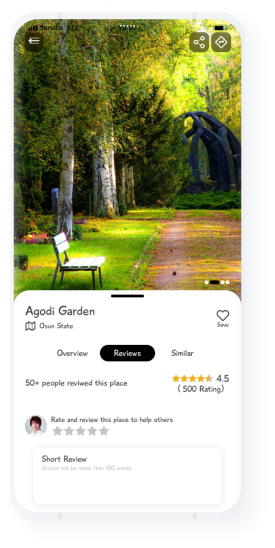 Agodi Garden
Osun State
Save
Overview
Reviews
Similar
50+ people reviwed this place
4.5
( 500 Rating)
Rate and review this place to help others
Short Review
Should not be more than 100 words